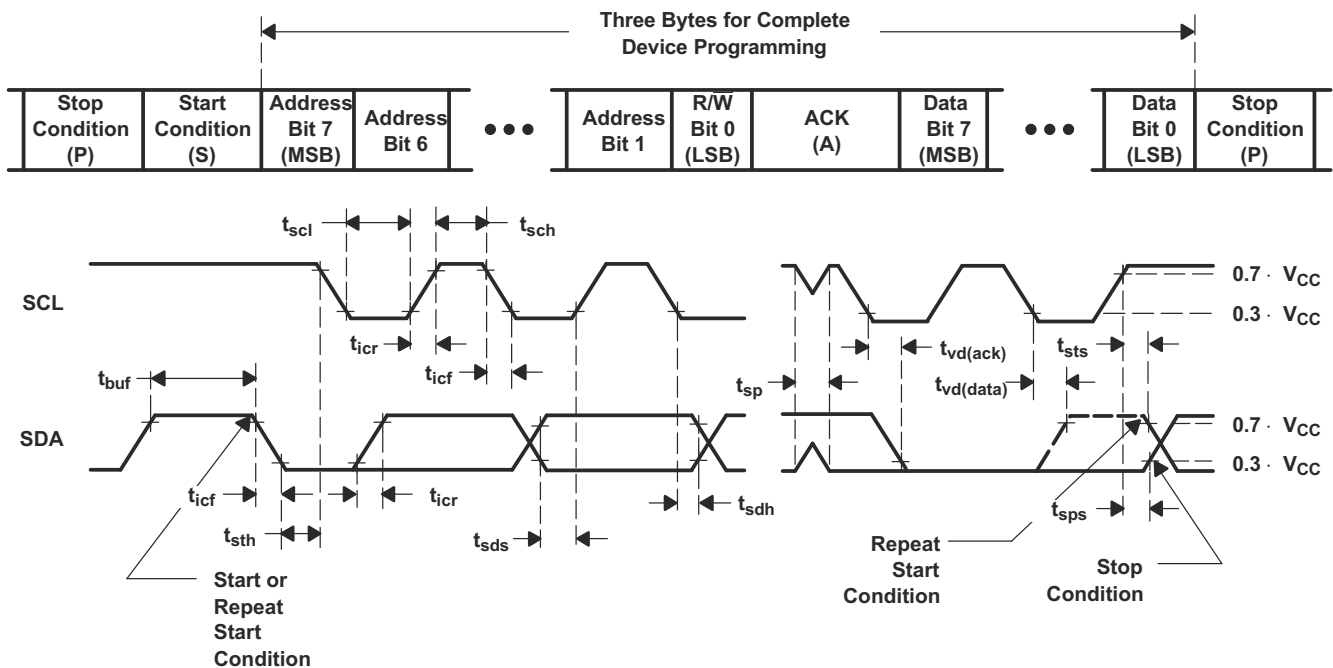 Three Bytes for Complete
Device Programming
Stop
Condition
(P)
Start
Condition
(S)
Address
Bit 7
(MSB)
Address
Bit 6
•••
Address
Bit 1
R/W̅
Bit 0
(LSB)
ACK
(A)
Data
Bit 7
(MSB)
•••
Data
Bit 0
(LSB)
Stop
Condition
(P)
tscl
tsch
SCL
0.7 · VCC
0.3 · VCC
ticr
ticf
tbuf
tsp
tvd(ack)
tvd(data)
tsts
SDA
0.7 · VCC
0.3 · VCC
ticf
ticr
tsth
tsds
tsdh
tsps
Start or
Repeat
Start
Condition
Repeat
Start
Condition
Stop
Condition